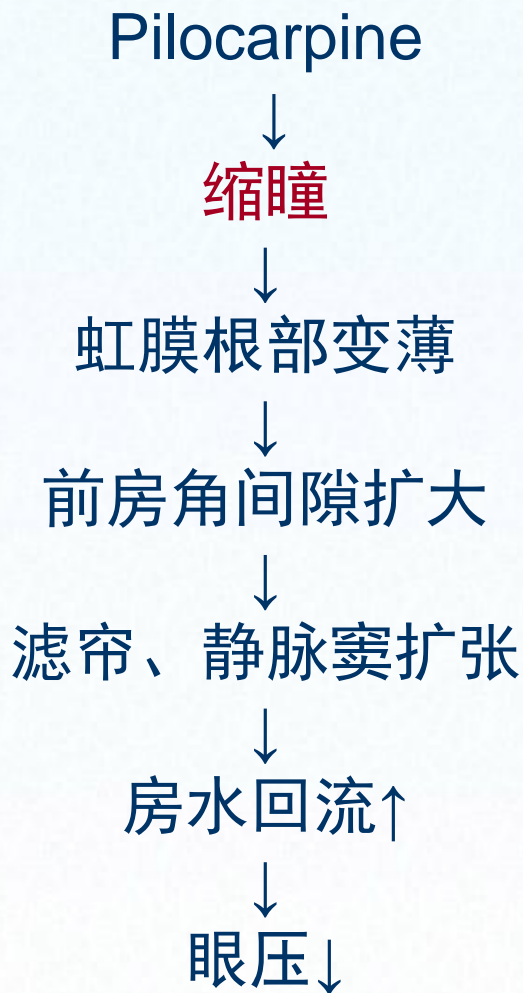 Pilocarpine
↓
缩瞳
↓
虹膜根部变薄
↓
前房角间隙扩大
↓
滤帘、静脉窦扩张
↓
房水回流↑
↓
眼压↓